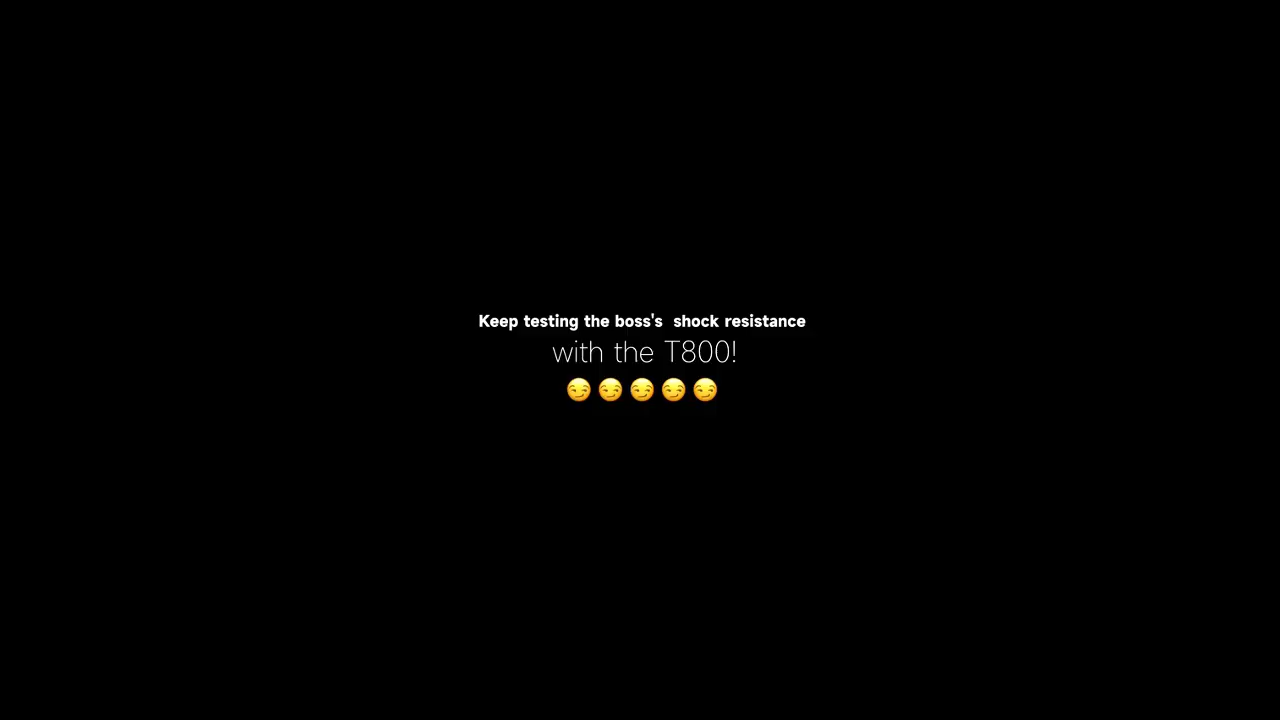 Keep testing the boss's  shock resistance
with the T800!
😏😏😏😏😏